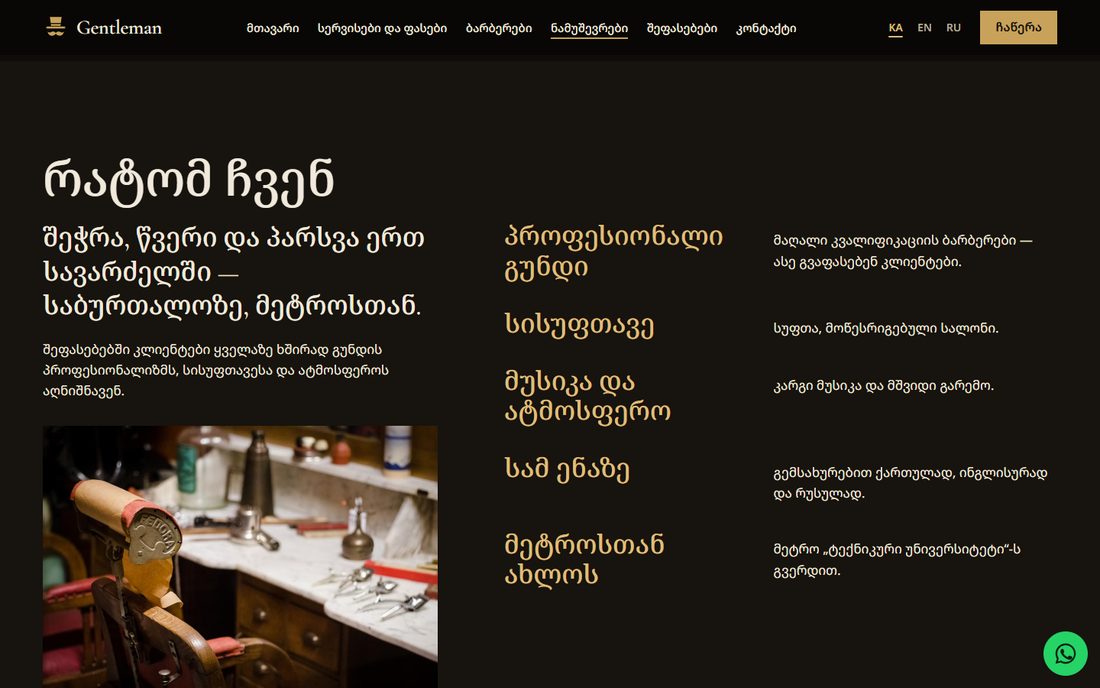 Gentleman
მთავარი
სერვისები და ფასები
ბარბერები
ნამუშევრები
შეფასებები
კონტაქტი
KA
EN
RU
ჩაწერა
რატომ ჩვენ
შეჭრა, წვერი და პარსვა ერთ
სავარძელში —
საბურთალოზე, მეტროსთან.
შეფასებებში კლიენტები ყველაზე ხშირად გუნდის
პროფესიონალიზმს, სისუფთავესა და ატმოსფეროს
აღნიშნავენ.
FEDORA
პროფესიონალი
გუნდი
მაღალი კვალიფიკაციის ბარბერები —
ასე გვაფასებენ კლიენტები.
სისუფთავე
სუფთა, მოწესრიგებული სალონი.
მუსიკა და
ატმოსფერო
კარგი მუსიკა და მშვიდი გარემო.
სამ ენაზე
გემსახურებით ქართულად, ინგლისურად
და რუსულად.
მეტროსთან
ახლოს
მეტრო „ტექნიკური უნივერსიტეტი“-ს
გვერდით.